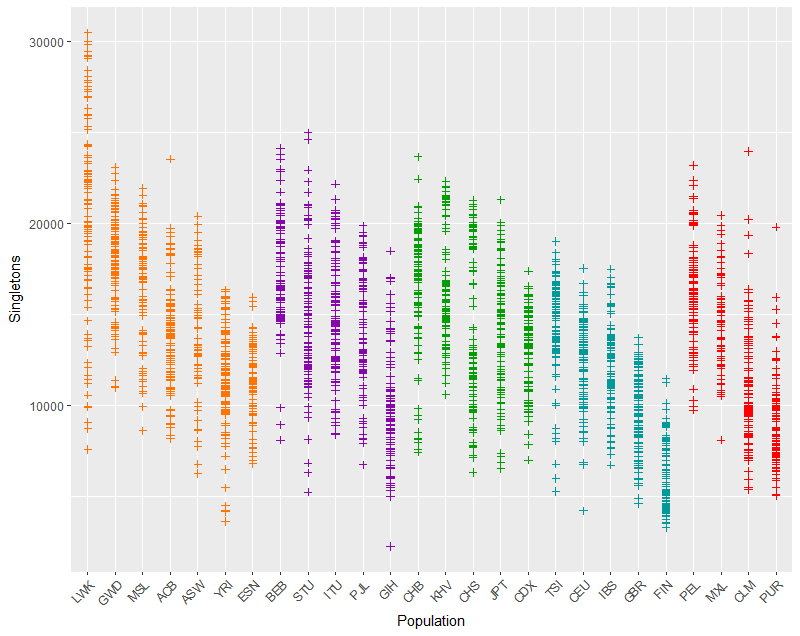 Singletons
30000
20000
10000
LWK GWD MSL ACB ASW YRI ESN BEB STU ITU PJL GIH CHB KHV CHS JPT CDX TSI CEU IBS GBR FIN PEL MXL CLM PUR
Population